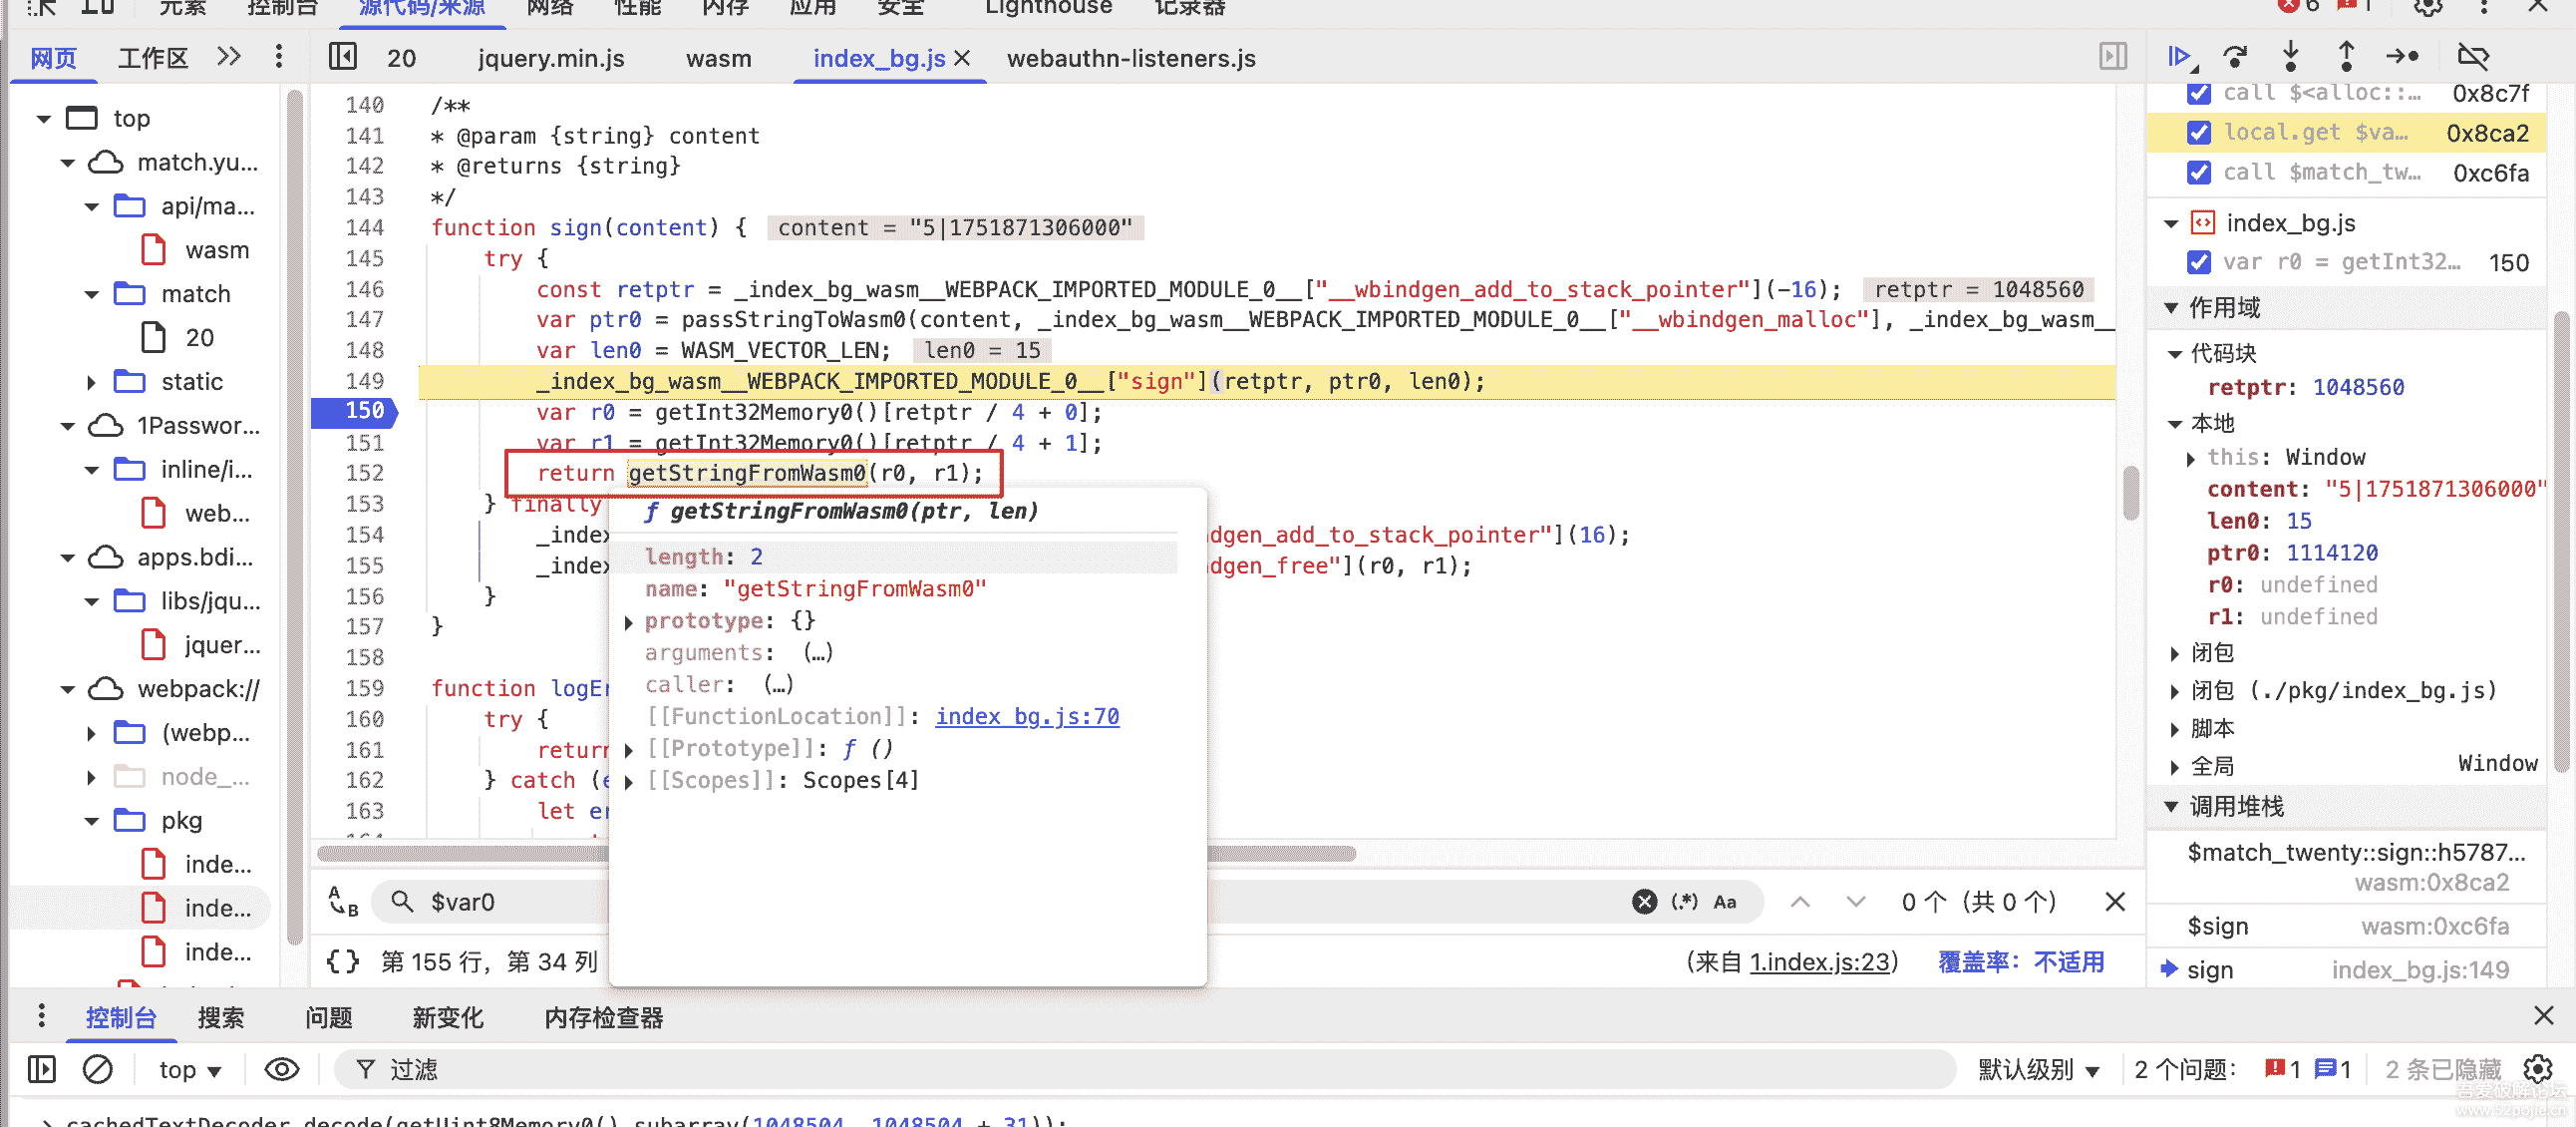 元素 控制台 源代码/来源 网络 性能 内存 应用 安全 Lighthouse 记录器 6 1
网页 工作区 20 jquery.min.js wasm index_bg.js webauthn-listeners.js
top
match.yu...
api/ma...
wasm
match
20
static
1Passwor...
inline/i...
web...
apps.bdi...
libs/jqu...
jquer...
webpack://
(webp...
node_...
pkg
inde...
inde...
inde...
140 /**
141 * @param {string} content
142 * @returns {string}
143 */
144 function sign(content) { content = "5|1751871306000"
145 try {
146 const retptr = _index_bg_wasm__WEBPACK_IMPORTED_MODULE_0__["__wbindgen_add_to_stack_pointer"](-16); retptr = 1048560
147 var ptr0 = passStringToWasm0(content, _index_bg_wasm__WEBPACK_IMPORTED_MODULE_0__["__wbindgen_malloc"], _index_bg_wasm__
148 var len0 = WASM_VECTOR_LEN; len0 = 15
149 _index_bg_wasm__WEBPACK_IMPORTED_MODULE_0__["sign"](retptr, ptr0, len0);
150 var r0 = getInt32Memory0()[retptr / 4 + 0];
151 var r1 = getInt32Memory0()[retptr / 4 + 1];
152 return getStringFromWasm0(r0, r1);
153 } finally
154 _index dgen_add_to_stack_pointer"](16);
155 _index dgen_free"](r0, r1);
156 }
157 }
158
159 function logEr
160 try {
161 return
162 } catch (e
163 let er
ƒ getStringFromWasm0(ptr, len)
length: 2
name: "getStringFromWasm0"
prototype: {}
arguments: (…)
caller: (…)
[[FunctionLocation]]: index_bg.js:70
[[Prototype]]: ƒ ()
[[Scopes]]: Scopes[4]
$var0 (.*) Aa 0 个 (共 0 个)
{} 第 155 行，第 34 列 (来自 1.index.js:23) 覆盖率：不适用
call $<alloc::… 0x8c7f
local.get $va… 0x8ca2
call $match_tw… 0xc6fa
index_bg.js
var r0 = getInt32… 150
作用域
代码块
retptr: 1048560
本地
this: Window
content: "5|1751871306000"
len0: 15
ptr0: 1114120
r0: undefined
r1: undefined
闭包
闭包 (./pkg/index_bg.js)
脚本
全局 Window
调用堆栈
$match_twenty::sign::h5787...
wasm:0x8ca2
$sign wasm:0xc6fa
sign index_bg.js:149
控制台 搜索 问题 新变化 内存检查器
top 过滤 默认级别 2 个问题： 1 1 2 条已隐藏
cachedTextDecoder.decode(getUint8Memory0().subarray(1048504, 1048504 + 31));
吾爱破解论坛
www.52pojie.cn